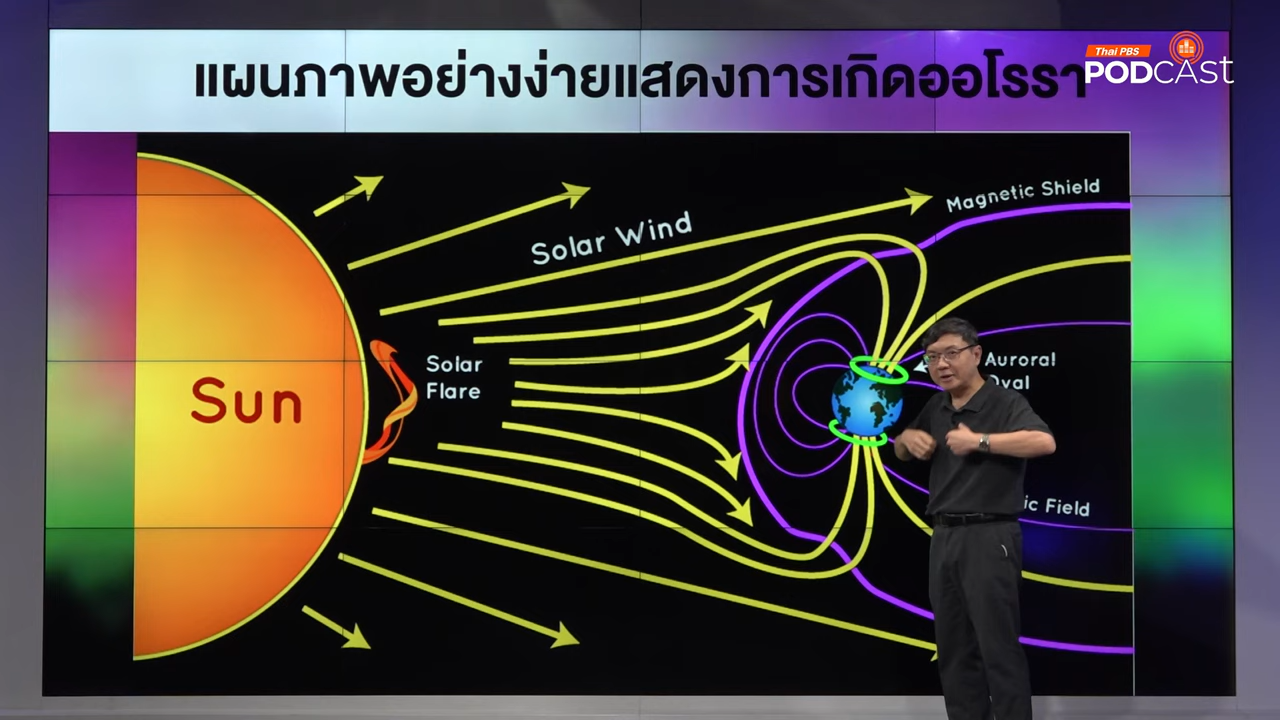 แผนภาพอย่างง่ายแสดงการเกิดออโรรา
Thai PBS
PODCAST
Magnetic Shield
Solar Wind
Solar
Flare
Sun
Auroral
Field